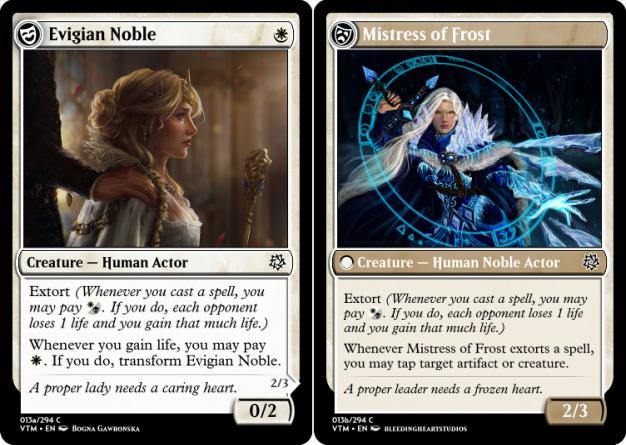 Evigian Noble
Creature — Human Actor
Extort (Whenever you cast a spell, you
may pay . If you do, each opponent
loses 1 life and you gain that much life.)
Whenever you gain life, you may pay
. If you do, transform Evigian Noble.
A proper lady needs a caring heart.
2/3
0/2
013a/294 C
VTM • EN Bogna Gawronska
Mistress of Frost
Creature — Human Noble Actor
Extort (Whenever you cast a spell, you may
pay . If you do, each opponent loses 1 life
and you gain that much life.)
Whenever Mistress of Frost extorts a spell,
you may tap target artifact or creature.
A proper leader needs a frozen heart.
2/3
013b/294 C
VTM • EN bleedingheartstudios